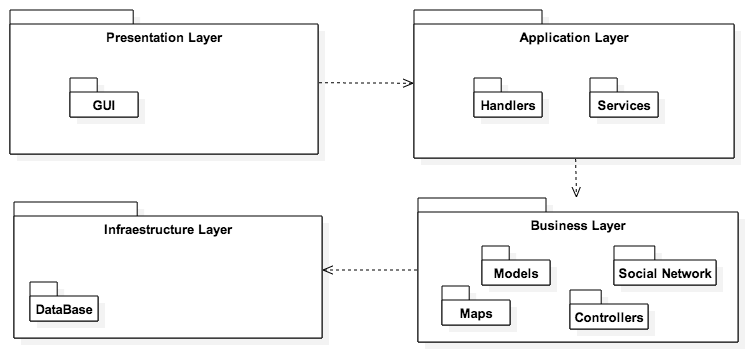 Presentation Layer
GUI
Application Layer
Handlers
Services
Infraestructure Layer
DataBase
Business Layer
Models
Social Network
Maps
Controllers